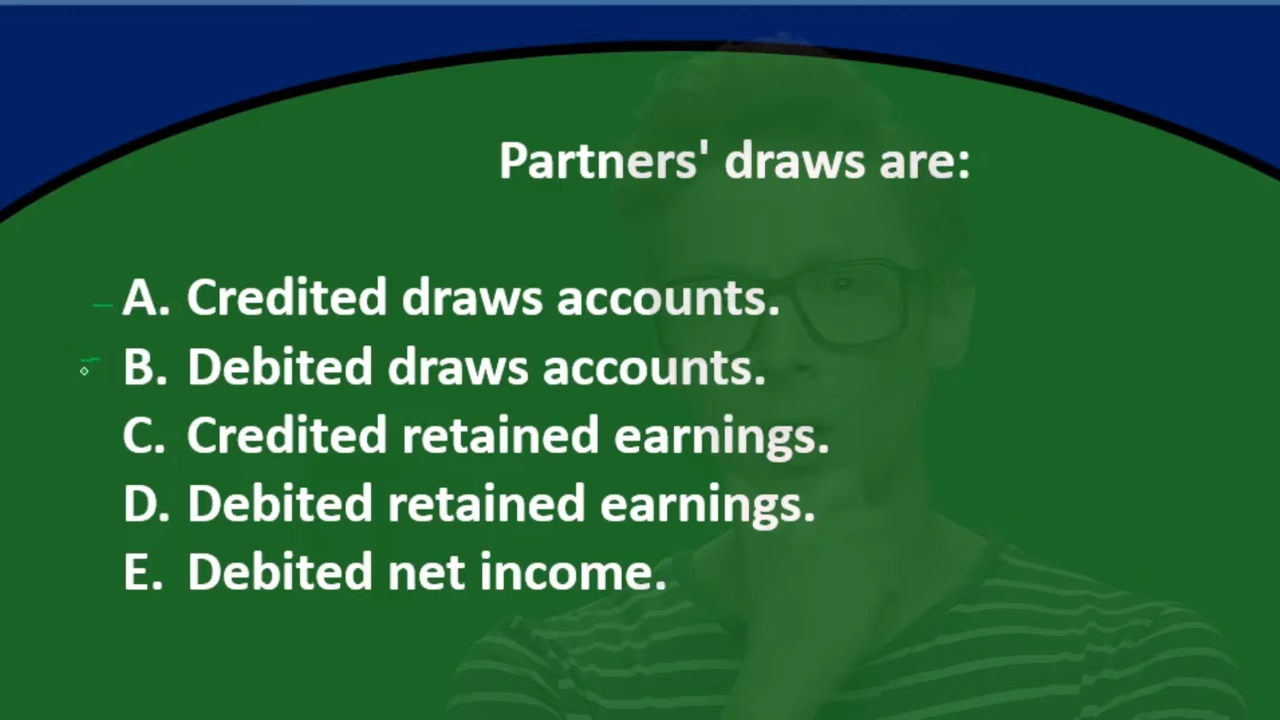 Partners' draws are:
A. Credited draws accounts.
B. Debited draws accounts.
C. Credited retained earnings.
D. Debited retained earnings.
E. Debited net income.